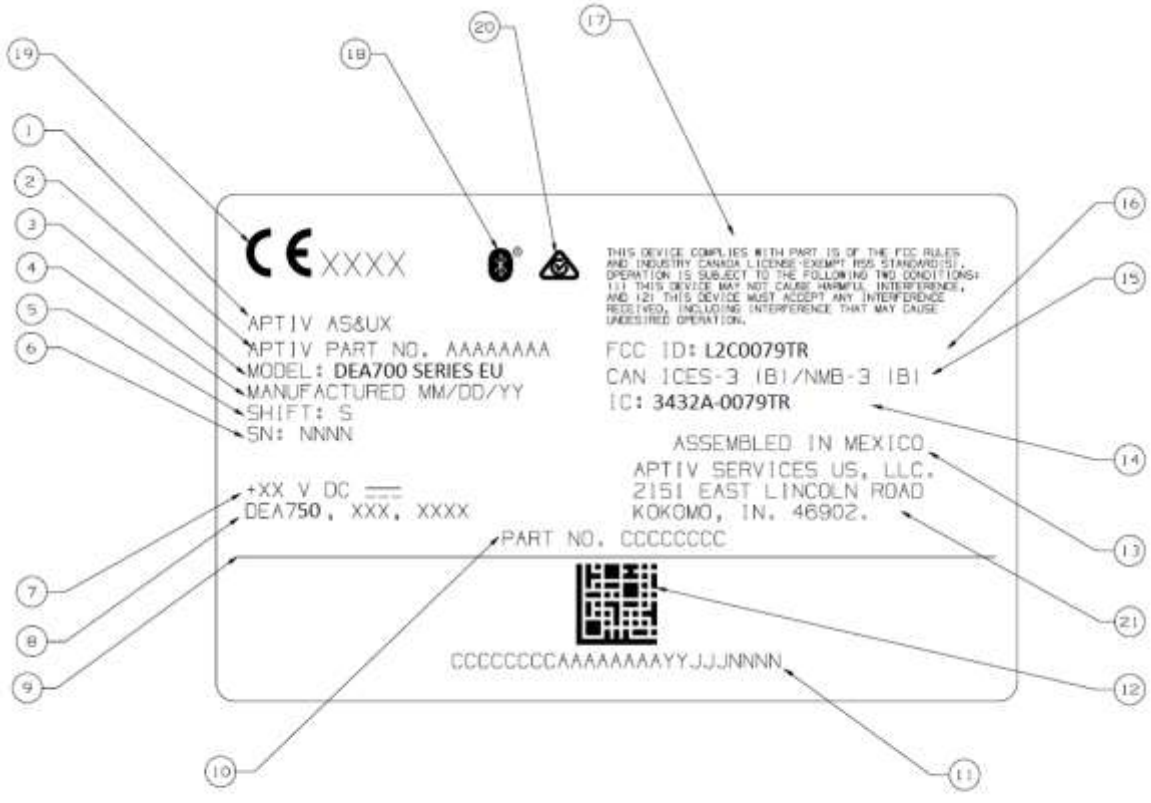 19
18
20
17
1
2
3
4
5
6
7
8
9
10
11
12
21
13
14
15
16
CE XXXX
®
THIS DEVICE COMPLIES WITH PART 15 OF THE FCC RULES
AND INDUSTRY CANADA LICENSE-EXEMPT RSS STANDARD(S).
OPERATION IS SUBJECT TO THE FOLLOWING TWO CONDITIONS:
(1) THIS DEVICE MAY NOT CAUSE HARMFUL INTERFERENCE,
AND (2) THIS DEVICE MUST ACCEPT ANY INTERFERENCE
RECEIVED, INCLUDING INTERFERENCE THAT MAY CAUSE
UNDESIRED OPERATION.
APTIV AS&UX
APTIV PART NO. AAAAAAAA
MODEL: DEA700 SERIES EU
MANUFACTURED MM/DD/YY
SHIFT: S
SN: NNNN
FCC ID: L2C0079TR
CAN ICES-3 (B)/NMB-3 (B)
IC: 3432A-0079TR
ASSEMBLED IN MEXICO
APTIV SERVICES US, LLC.
2151 EAST LINCOLN ROAD
KOKOMO, IN. 46902.
+XX V DC
DEA750, XXX, XXXX
PART NO. CCCCCCCC
CCCCCCCCAAAAAAAAYYJJJNNNN